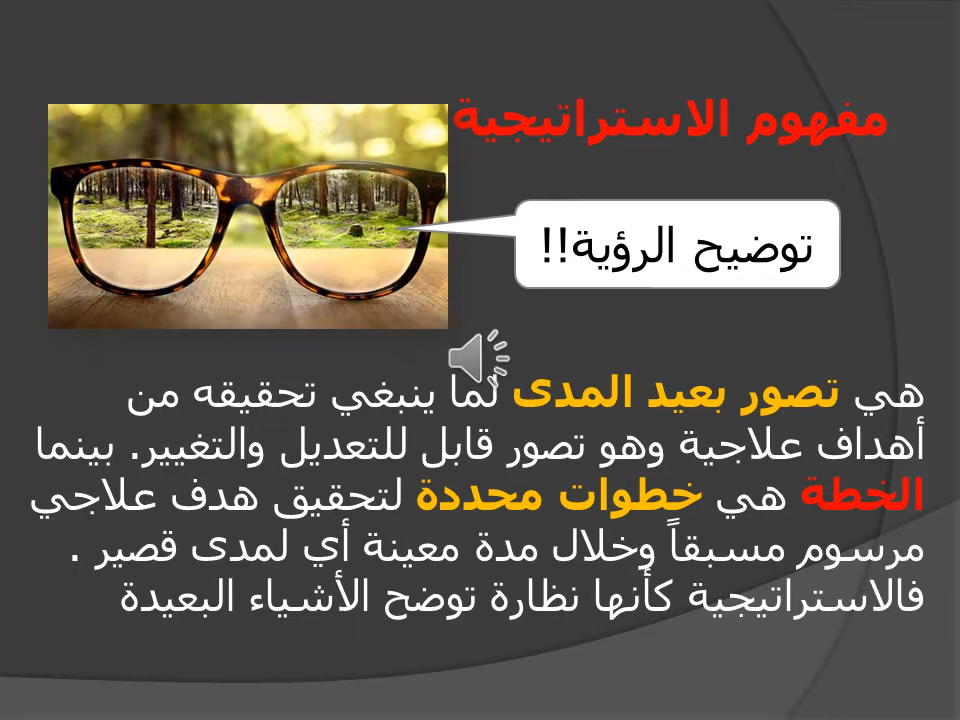 مفهوم الاستراتيجية
توضيح الرؤية!!
هي تصور بعيد المدى لما ينبغي تحقيقه من
أهداف علاجية وهو تصور قابل للتعديل والتغيير. بينما
الخطة هي خطوات محددة لتحقيق هدف علاجي
مرسوم مسبقاً وخلال مدة معينة أي لمدى قصير .
فالاستراتيجية كأنها نظارة توضح الأشياء البعيدة